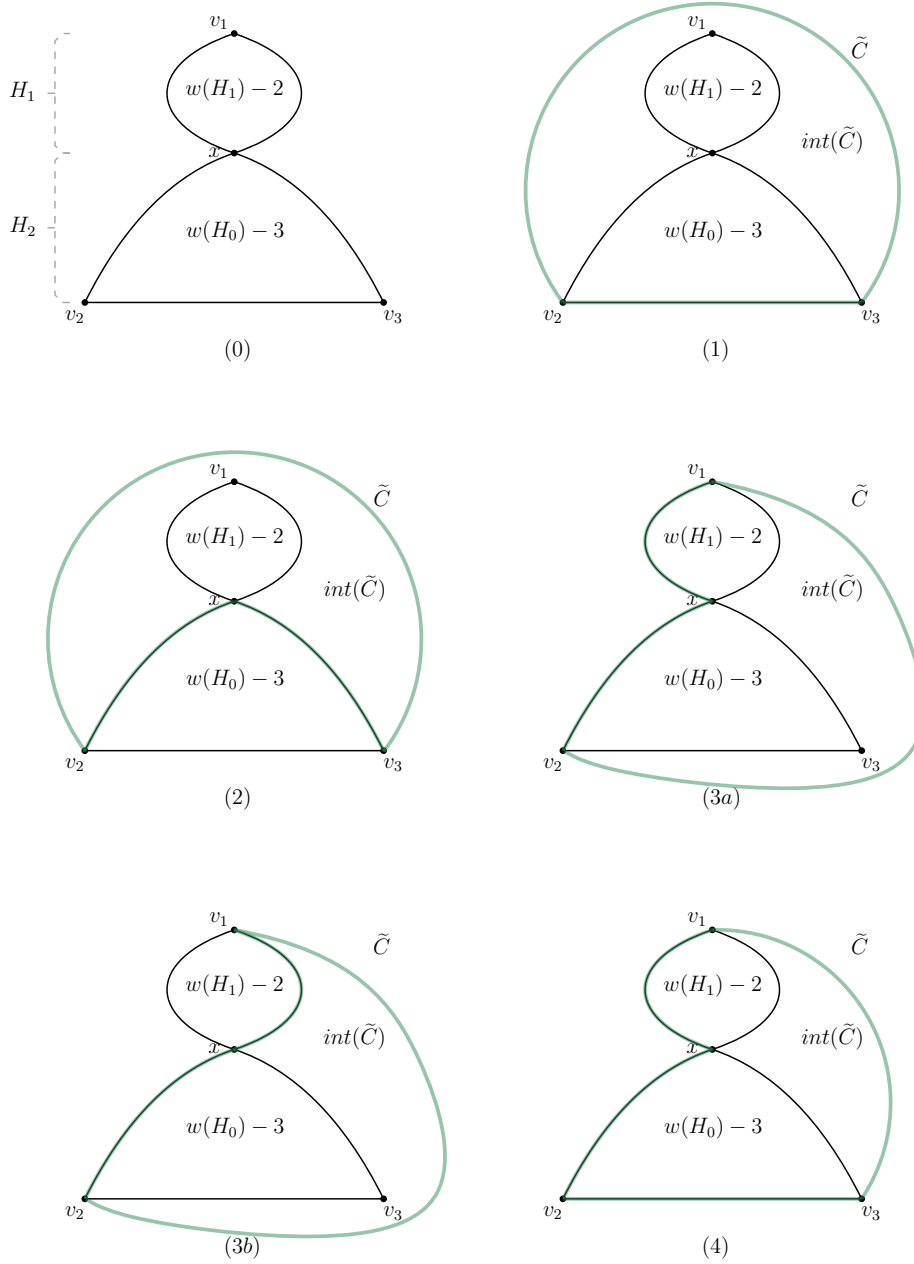 v₁
H₁
w(H₁) − 2
x
H₂
w(H₀) − 3
v₂
v₃
(0)
v₁
C̃
w(H₁) − 2
int(C̃)
x
w(H₀) − 3
v₂
v₃
(1)
v₁
C̃
w(H₁) − 2
int(C̃)
x
w(H₀) − 3
v₂
v₃
(2)
v₁
C̃
w(H₁) − 2
int(C̃)
x
w(H₀) − 3
v₂
v₃
(3a)
v₁
C̃
w(H₁) − 2
int(C̃)
x
w(H₀) − 3
v₂
v₃
(3b)
v₁
C̃
w(H₁) − 2
int(C̃)
x
w(H₀) − 3
v₂
v₃
(4)